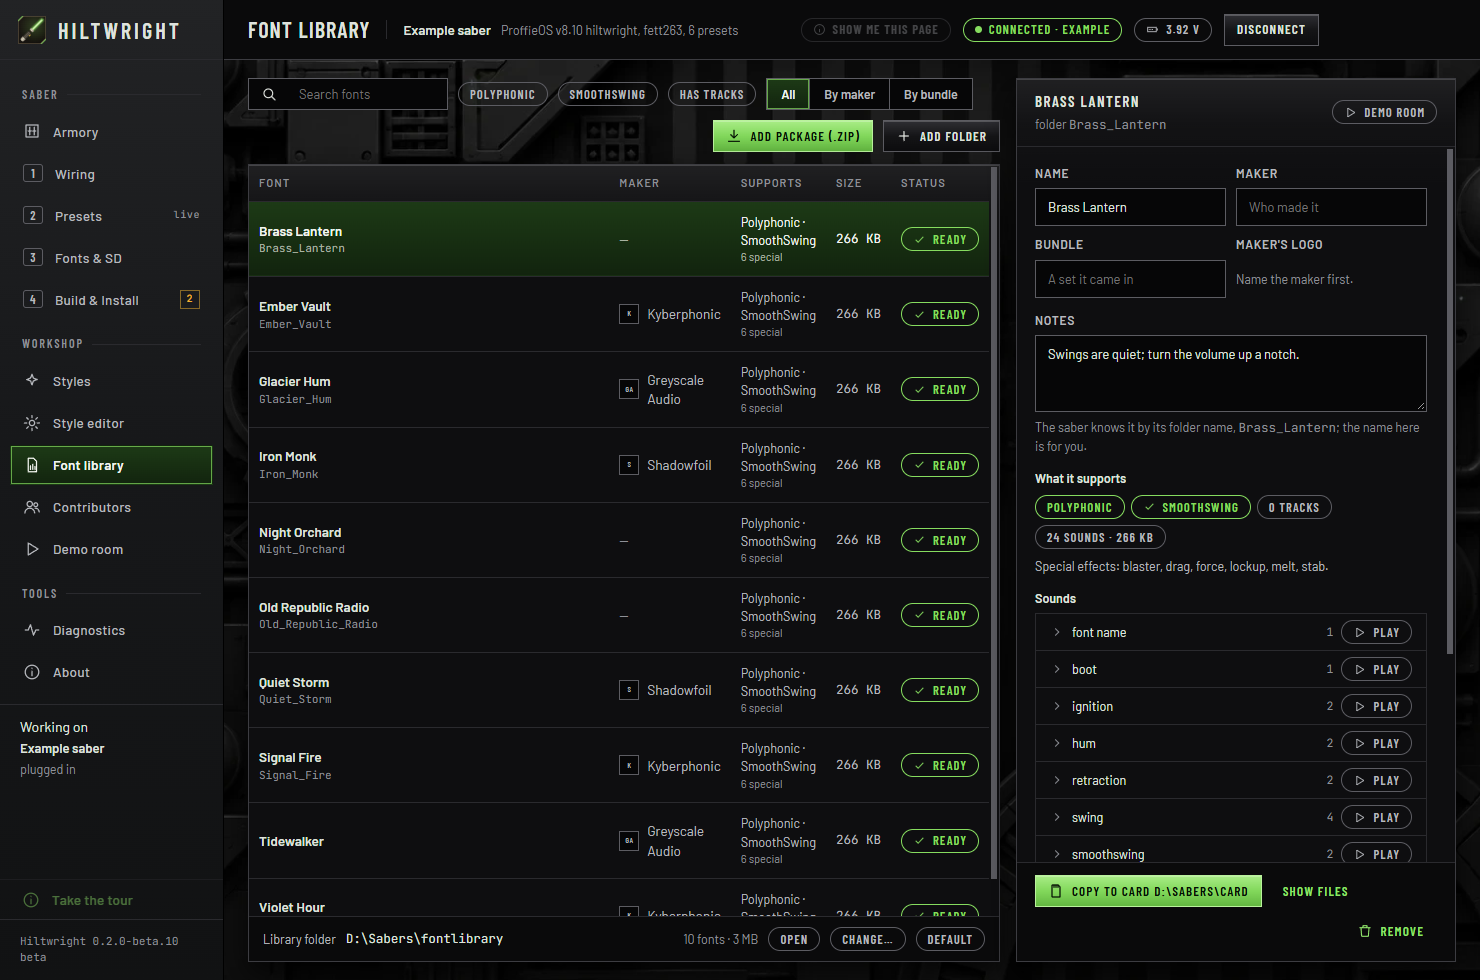 HILTWRIGHT
FONT LIBRARY
Example saber ProffieOS v8.10 hiltwright, fett263, 6 presets
SHOW ME THIS PAGE
CONNECTED · EXAMPLE
3.92 V
DISCONNECT
SABER
Armory
1 Wiring
2 Presets live
3 Fonts & SD
4 Build & Install 2
WORKSHOP
Styles
Style editor
Font library
Contributors
Demo room
TOOLS
Diagnostics
About
Working on
Example saber
plugged in
Take the tour
Hiltwright 0.2.0-beta.10
beta
Search fonts
POLYPHONIC
SMOOTHSWING
HAS TRACKS
All
By maker
By bundle
ADD PACKAGE (.ZIP)
ADD FOLDER
FONT MAKER SUPPORTS SIZE STATUS
Brass Lantern
Brass_Lantern
—
Polyphonic ·
SmoothSwing
6 special
266 KB
READY
Ember Vault
Ember_Vault
K Kyberphonic
Polyphonic ·
SmoothSwing
6 special
266 KB
READY
Glacier Hum
Glacier_Hum
GA Greyscale
Audio
Polyphonic ·
SmoothSwing
6 special
266 KB
READY
Iron Monk
Iron_Monk
S Shadowfoil
Polyphonic ·
SmoothSwing
6 special
266 KB
READY
Night Orchard
Night_Orchard
—
Polyphonic ·
SmoothSwing
6 special
266 KB
READY
Old Republic Radio
Old_Republic_Radio
—
Polyphonic ·
SmoothSwing
6 special
266 KB
READY
Quiet Storm
Quiet_Storm
S Shadowfoil
Polyphonic ·
SmoothSwing
6 special
266 KB
READY
Signal Fire
Signal_Fire
K Kyberphonic
Polyphonic ·
SmoothSwing
6 special
266 KB
READY
Tidewalker
GA Greyscale
Audio
Polyphonic ·
SmoothSwing
6 special
266 KB
READY
Violet Hour
K Kyberphonic
Polyphonic ·
SmoothSwing
266 KB
READY
Library folder D:\Sabers\fontlibrary
10 fonts · 3 MB
OPEN
CHANGE...
DEFAULT
BRASS LANTERN
folder Brass_Lantern
DEMO ROOM
NAME MAKER
Brass Lantern Who made it
BUNDLE MAKER'S LOGO
A set it came in Name the maker first.
NOTES
Swings are quiet; turn the volume up a notch.
The saber knows it by its folder name, Brass_Lantern; the name here
is for you.
What it supports
POLYPHONIC
SMOOTHSWING
0 TRACKS
24 SOUNDS · 266 KB
Special effects: blaster, drag, force, lockup, melt, stab.
Sounds
font name 1 PLAY
boot 1 PLAY
ignition 2 PLAY
hum 2 PLAY
retraction 2 PLAY
swing 4 PLAY
smoothswing 2 PLAY
COPY TO CARD D:\SABERS\CARD
SHOW FILES
REMOVE